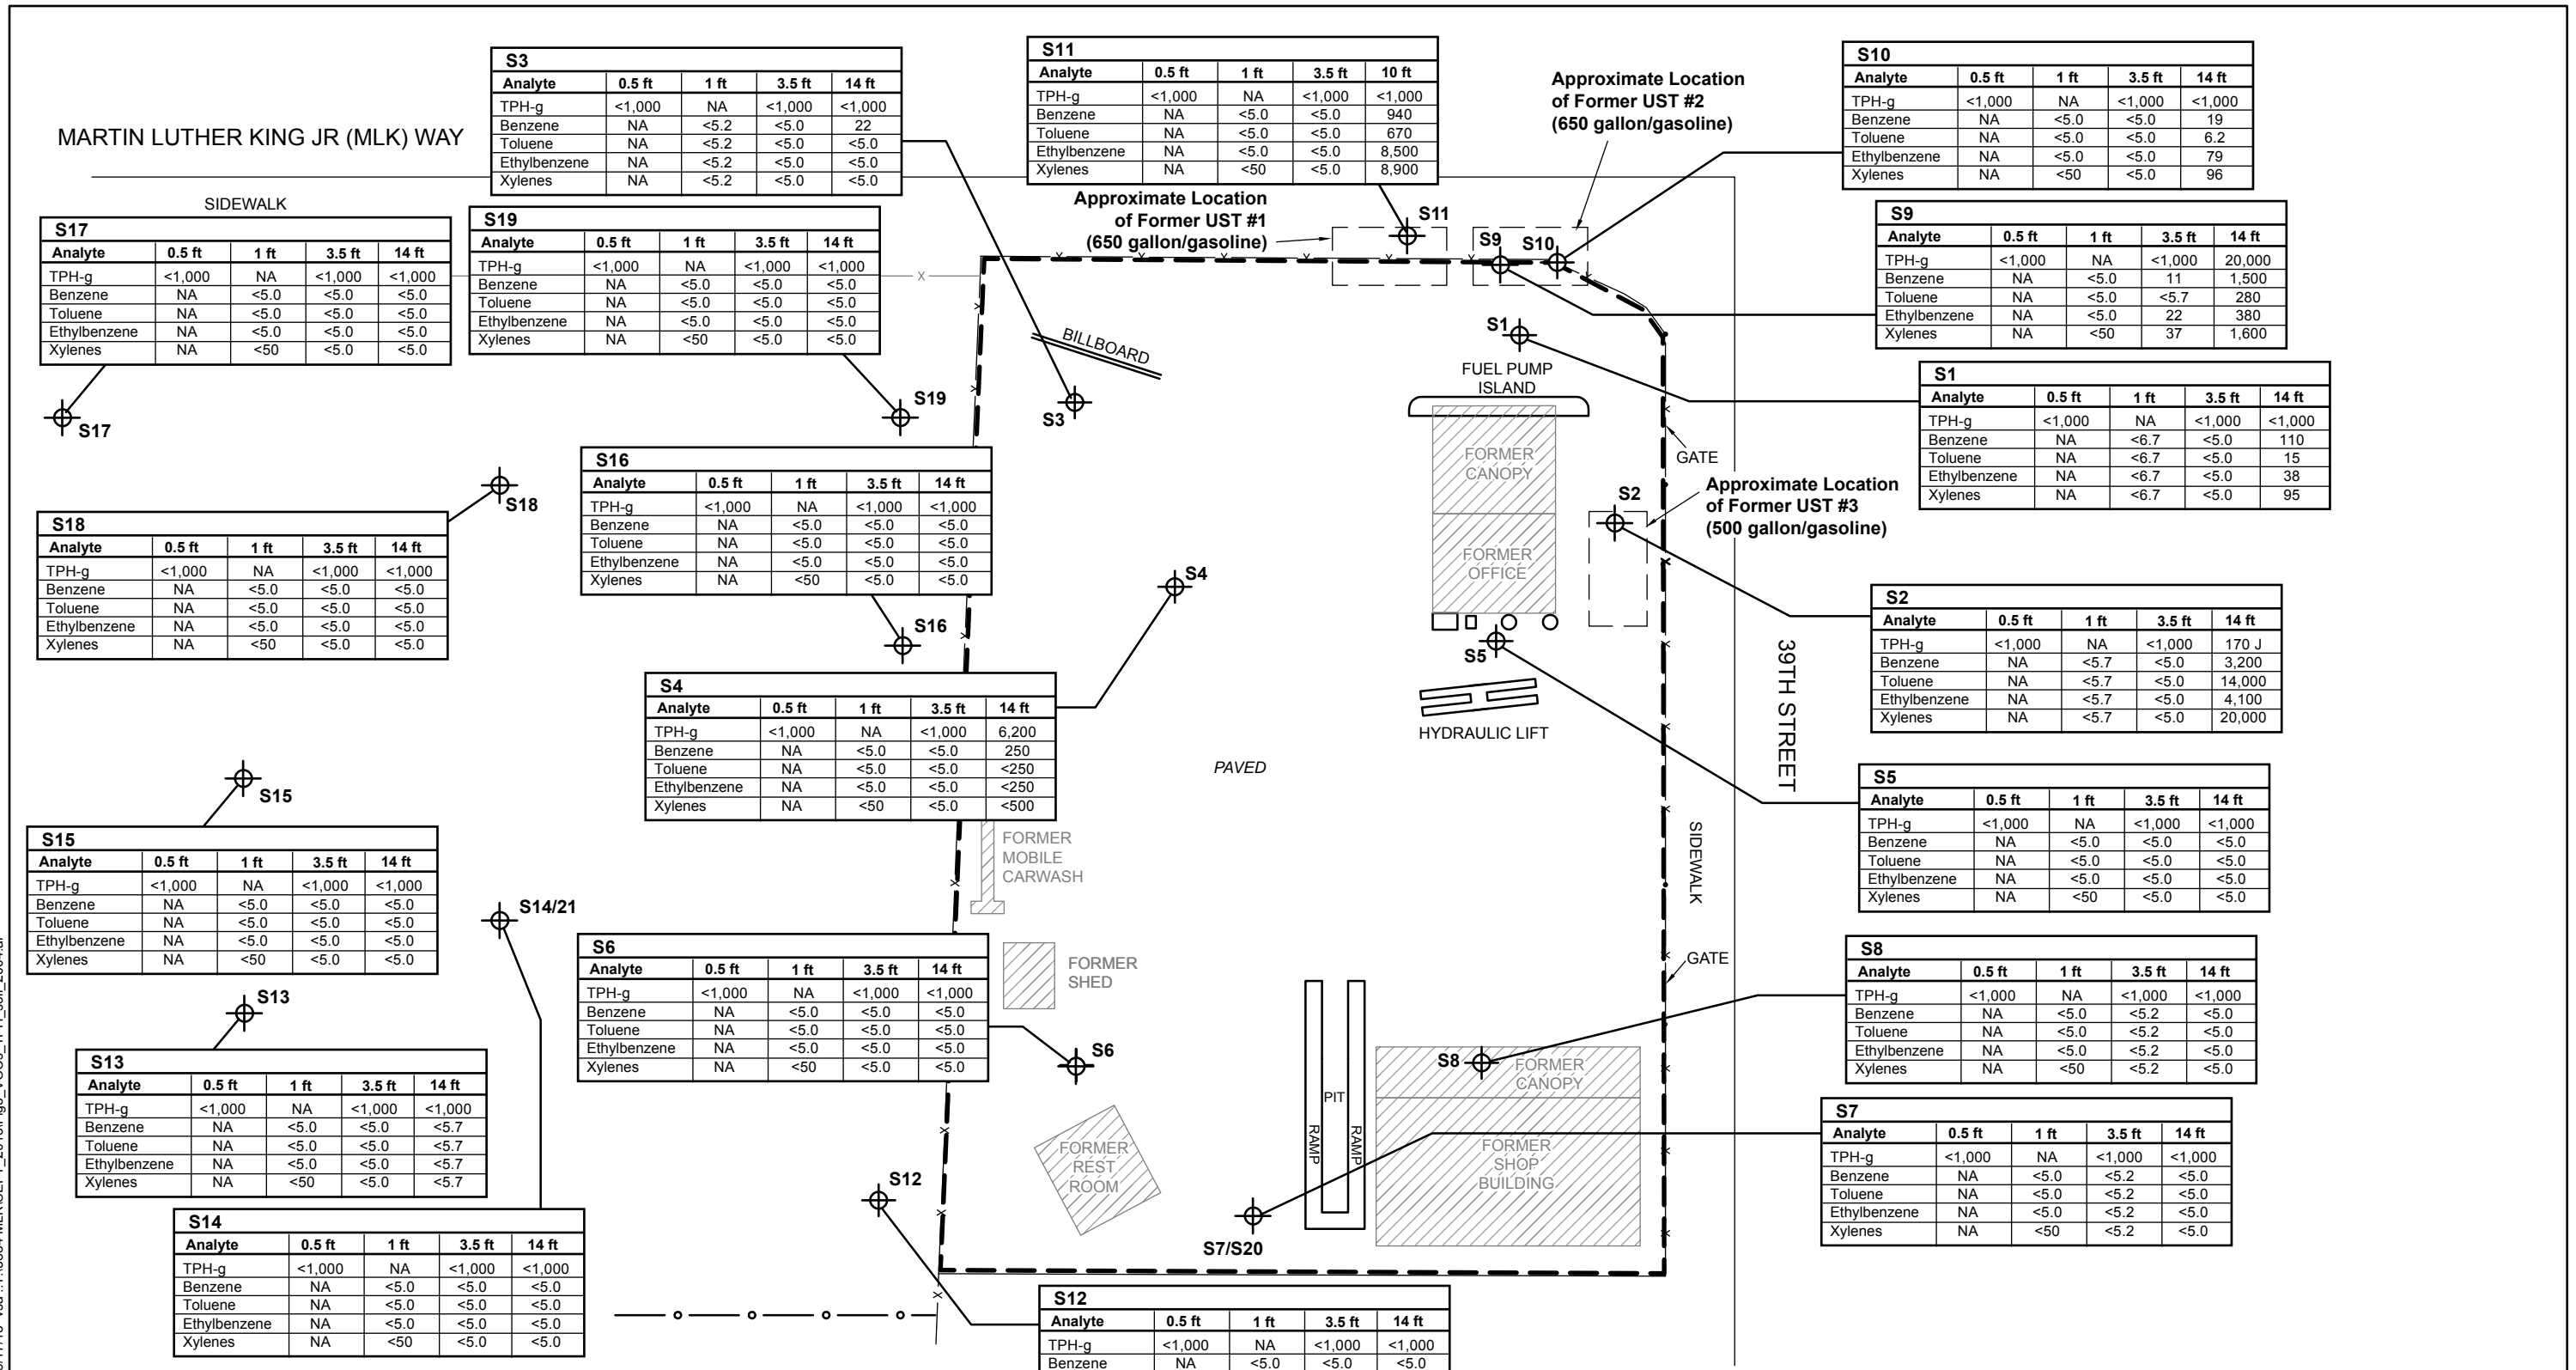 MARTIN LUTHER KING JR (MLK) WAY
SIDEWALK
S3
Analyte 0.5 ft 1 ft 3.5 ft 14 ft
TPH-g <1,000 NA <1,000 <1,000
Benzene NA <5.2 <5.0 22
Toluene NA <5.2 <5.0 <5.0
Ethylbenzene NA <5.2 <5.0 <5.0
Xylenes NA <5.2 <5.0 <5.0
S11
Analyte 0.5 ft 1 ft 3.5 ft 10 ft
TPH-g <1,000 NA <1,000 <1,000
Benzene NA <5.0 <5.0 940
Toluene NA <5.0 <5.0 670
Ethylbenzene NA <5.0 <5.0 8,500
Xylenes NA <50 <5.0 8,900
Approximate Location
of Former UST #2
(650 gallon/gasoline)
S10
Analyte 0.5 ft 1 ft 3.5 ft 14 ft
TPH-g <1,000 NA <1,000 <1,000
Benzene NA <5.0 <5.0 19
Toluene NA <5.0 <5.0 6.2
Ethylbenzene NA <5.0 <5.0 79
Xylenes NA <50 <5.0 96
S17
Analyte 0.5 ft 1 ft 3.5 ft 14 ft
TPH-g <1,000 NA <1,000 <1,000
Benzene NA <5.0 <5.0 <5.0
Toluene NA <5.0 <5.0 <5.0
Ethylbenzene NA <5.0 <5.0 <5.0
Xylenes NA <50 <5.0 <5.0
S19
Analyte 0.5 ft 1 ft 3.5 ft 14 ft
TPH-g <1,000 NA <1,000 <1,000
Benzene NA <5.0 <5.0 <5.0
Toluene NA <5.0 <5.0 <5.0
Ethylbenzene NA <5.0 <5.0 <5.0
Xylenes NA <50 <5.0 <5.0
Approximate Location
of Former UST #1
(650 gallon/gasoline)
S11
S9
S10
S9
Analyte 0.5 ft 1 ft 3.5 ft 14 ft
TPH-g <1,000 NA <1,000 20,000
Benzene NA <5.0 11 1,500
Toluene NA <5.0 <5.7 280
Ethylbenzene NA <5.0 22 380
Xylenes NA <50 37 1,600
S17
S19
BILLBOARD
S3
S1
FUEL PUMP
ISLAND
S1
Analyte 0.5 ft 1 ft 3.5 ft 14 ft
TPH-g <1,000 NA <1,000 <1,000
Benzene NA <6.7 <5.0 110
Toluene NA <6.7 <5.0 15
Ethylbenzene NA <6.7 <5.0 38
Xylenes NA <6.7 <5.0 95
S18
S16
Analyte 0.5 ft 1 ft 3.5 ft 14 ft
TPH-g <1,000 NA <1,000 <1,000
Benzene NA <5.0 <5.0 <5.0
Toluene NA <5.0 <5.0 <5.0
Ethylbenzene NA <5.0 <5.0 <5.0
Xylenes NA <50 <5.0 <5.0
FORMER
CANOPY
GATE
S2
Approximate Location
of Former UST #3
(500 gallon/gasoline)
FORMER
OFFICE
S18
Analyte 0.5 ft 1 ft 3.5 ft 14 ft
TPH-g <1,000 NA <1,000 <1,000
Benzene NA <5.0 <5.0 <5.0
Toluene NA <5.0 <5.0 <5.0
Ethylbenzene NA <5.0 <5.0 <5.0
Xylenes NA <50 <5.0 <5.0
S16
S4
S5
HYDRAULIC LIFT
39TH STREET
S2
Analyte 0.5 ft 1 ft 3.5 ft 14 ft
TPH-g <1,000 NA <1,000 170 J
Benzene NA <5.7 <5.0 3,200
Toluene NA <5.7 <5.0 14,000
Ethylbenzene NA <5.7 <5.0 4,100
Xylenes NA <5.7 <5.0 20,000
S4
Analyte 0.5 ft 1 ft 3.5 ft 14 ft
TPH-g <1,000 NA <1,000 6,200
Benzene NA <5.0 <5.0 250
Toluene NA <5.0 <5.0 <250
Ethylbenzene NA <5.0 <5.0 <250
Xylenes NA <50 <5.0 <500
PAVED
S5
Analyte 0.5 ft 1 ft 3.5 ft 14 ft
TPH-g <1,000 NA <1,000 <1,000
Benzene NA <5.0 <5.0 <5.0
Toluene NA <5.0 <5.0 <5.0
Ethylbenzene NA <5.0 <5.0 <5.0
Xylenes NA <50 <5.0 <5.0
S15
S15
Analyte 0.5 ft 1 ft 3.5 ft 14 ft
TPH-g <1,000 NA <1,000 <1,000
Benzene NA <5.0 <5.0 <5.0
Toluene NA <5.0 <5.0 <5.0
Ethylbenzene NA <5.0 <5.0 <5.0
Xylenes NA <50 <5.0 <5.0
FORMER
MOBILE
CARWASH
SIDEWALK
S14/21
S6
Analyte 0.5 ft 1 ft 3.5 ft 14 ft
TPH-g <1,000 NA <1,000 <1,000
Benzene NA <5.0 <5.0 <5.0
Toluene NA <5.0 <5.0 <5.0
Ethylbenzene NA <5.0 <5.0 <5.0
Xylenes NA <50 <5.0 <5.0
FORMER
SHED
GATE
S8
Analyte 0.5 ft 1 ft 3.5 ft 14 ft
TPH-g <1,000 NA <1,000 <1,000
Benzene NA <5.0 <5.2 <5.0
Toluene NA <5.0 <5.2 <5.0
Ethylbenzene NA <5.0 <5.2 <5.0
Xylenes NA <50 <5.2 <5.0
S13
S6
S8
FORMER
CANOPY
S13
Analyte 0.5 ft 1 ft 3.5 ft 14 ft
TPH-g <1,000 NA <1,000 <1,000
Benzene NA <5.0 <5.0 <5.7
Toluene NA <5.0 <5.0 <5.7
Ethylbenzene NA <5.0 <5.0 <5.7
Xylenes NA <50 <5.0 <5.7
FORMER
REST
ROOM
RAMP
PIT
RAMP
FORMER
SHOP
BUILDING
S7
Analyte 0.5 ft 1 ft 3.5 ft 14 ft
TPH-g <1,000 NA <1,000 <1,000
Benzene NA <5.0 <5.2 <5.0
Toluene NA <5.0 <5.2 <5.0
Ethylbenzene NA <5.0 <5.2 <5.0
Xylenes NA <50 <5.2 <5.0
S12
S7/S20
S14
Analyte 0.5 ft 1 ft 3.5 ft 14 ft
TPH-g <1,000 NA <1,000 <1,000
Benzene NA <5.0 <5.0 <5.0
Toluene NA <5.0 <5.0 <5.0
Ethylbenzene NA <5.0 <5.0 <5.0
Xylenes NA <50 <5.0 <5.0
S12
Analyte 0.5 ft 1 ft 3.5 ft 14 ft
TPH-g <1,000 NA <1,000 <1,000
Benzene NA <5.0 <5.0 <5.0